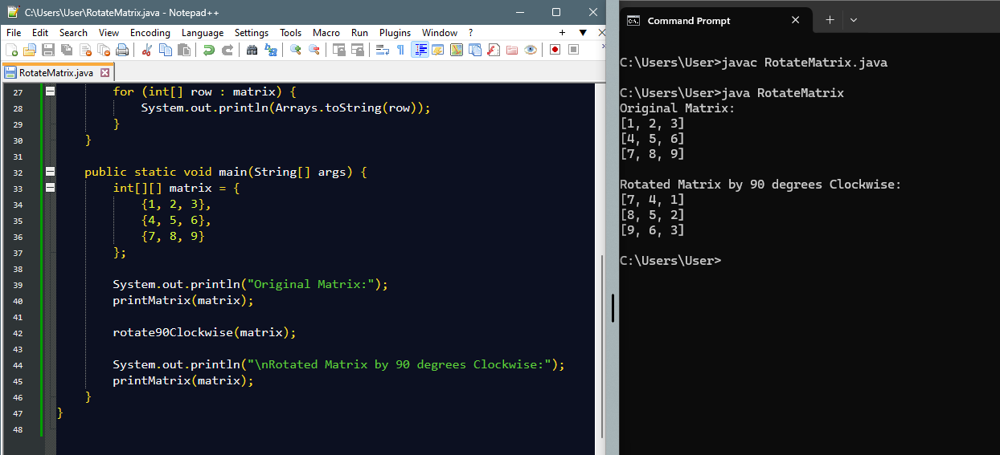 C:\Users\User\RotateMatrix.java - Notepad++
File Edit Search View Encoding Language Settings Tools Macro Run Plugins Window ?
RotateMatrix.java
27 for (int[] row : matrix) {
28 System.out.println(Arrays.toString(row));
29 }
30 }
31
32 public static void main(String[] args) {
33 int[][] matrix = {
34 {1, 2, 3},
35 {4, 5, 6},
36 {7, 8, 9}
37 };
38
39 System.out.println("Original Matrix:");
40 printMatrix(matrix);
41
42 rotate90Clockwise(matrix);
43
44 System.out.println("\nRotated Matrix by 90 degrees Clockwise:");
45 printMatrix(matrix);
46 }
47 }
48
Command Prompt
C:\Users\User>javac RotateMatrix.java
C:\Users\User>java RotateMatrix
Original Matrix:
[1, 2, 3]
[4, 5, 6]
[7, 8, 9]
Rotated Matrix by 90 degrees Clockwise:
[7, 4, 1]
[8, 5, 2]
[9, 6, 3]
C:\Users\User>